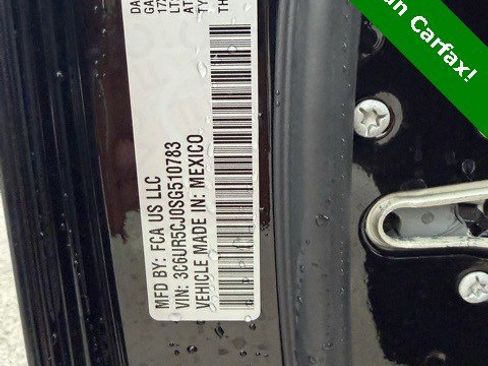 MFD BY: FCA US LLC
VIN: 3C6UR5CJ0SG510783
VEHICLE MADE IN: MEXICO
Carfax!